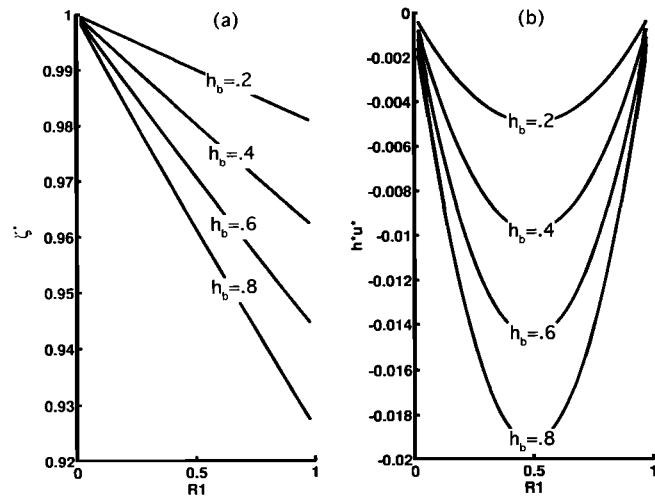 (a)
1
0.99
0.98
0.97
0.96
0.95
0.94
0.93
0.92
ζ*
h_b=.2
h_b=.4
h_b=.6
h_b=.8
0
0.5
1
R1
(b)
0
-0.002
-0.004
-0.006
-0.008
-0.01
-0.012
-0.014
-0.016
-0.018
-0.02
h*u*
h_b=.2
h_b=.4
h_b=.6
h_b=.8
0
0.5
1
R1